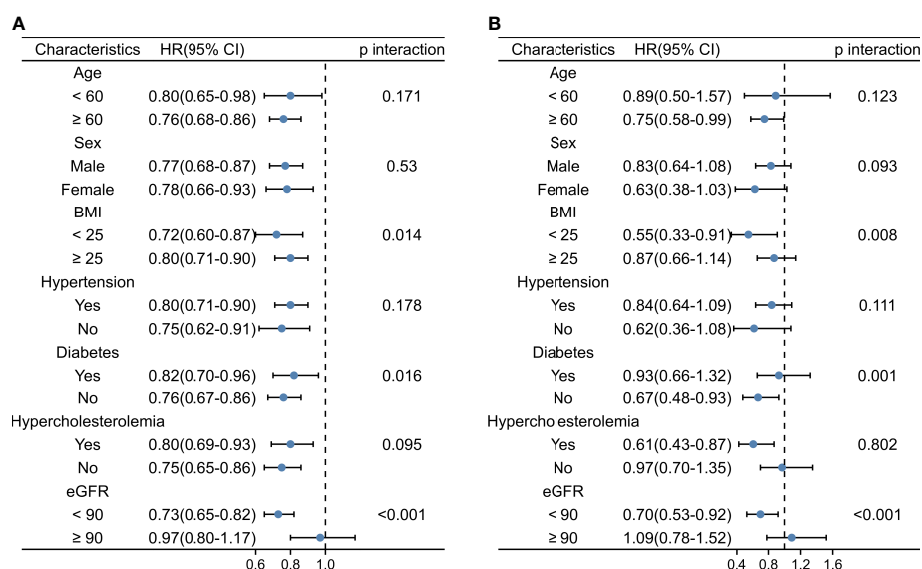 A
Characteristics HR(95% CI) p interaction
Age
< 60 0.80(0.65-0.98) 0.171
≥ 60 0.76(0.68-0.86)
Sex
Male 0.77(0.68-0.87) 0.53
Female 0.78(0.66-0.93)
BMI
< 25 0.72(0.60-0.87) 0.014
≥ 25 0.80(0.71-0.90)
Hypertension
Yes 0.80(0.71-0.90) 0.178
No 0.75(0.62-0.91)
Diabetes
Yes 0.82(0.70-0.96) 0.016
No 0.76(0.67-0.86)
Hypercholesterolemia
Yes 0.80(0.69-0.93) 0.095
No 0.75(0.65-0.86)
eGFR
< 90 0.73(0.65-0.82) <0.001
≥ 90 0.97(0.80-1.17)
0.6 0.8 1.0
B
Characteristics HR(95% CI) p interaction
Age
< 60 0.89(0.50-1.57) 0.123
≥ 60 0.75(0.58-0.99)
Sex
Male 0.83(0.64-1.08) 0.093
Female 0.63(0.38-1.03)
BMI
< 25 0.55(0.33-0.91) 0.008
≥ 25 0.87(0.66-1.14)
Hypertension
Yes 0.84(0.64-1.09) 0.111
No 0.62(0.36-1.08)
Diabetes
Yes 0.93(0.66-1.32) 0.001
No 0.67(0.48-0.93)
Hypercholesterolemia
Yes 0.61(0.43-0.87) 0.802
No 0.97(0.70-1.35)
eGFR
< 90 0.70(0.53-0.92) <0.001
≥ 90 1.09(0.78-1.52)
0.4 0.8 1.2 1.6